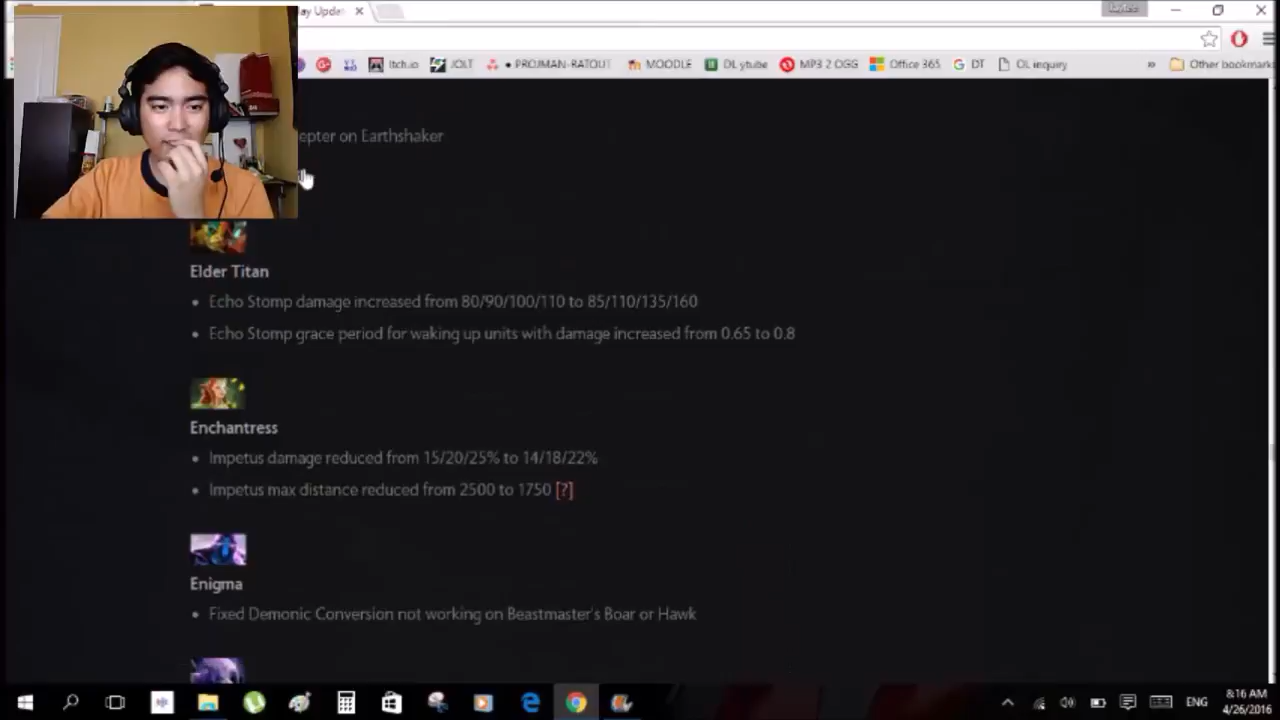 lay Upda
Itch.io JOLT PROJMAN-RATOUT MOODLE DL ytube MP3 2 OGG Office 365 DT DL inquiry » Other bookmark
epter on Earthshaker
Elder Titan
• Echo Stomp damage increased from 80/90/100/110 to 85/110/135/160
• Echo Stomp grace period for waking up units with damage increased from 0.65 to 0.8
Enchantress
• Impetus damage reduced from 15/20/25% to 14/18/22%
• Impetus max distance reduced from 2500 to 1750 [?]
Enigma
• Fixed Demonic Conversion not working on Beastmaster's Boar or Hawk
ENG
8:16 AM
4/26/2016